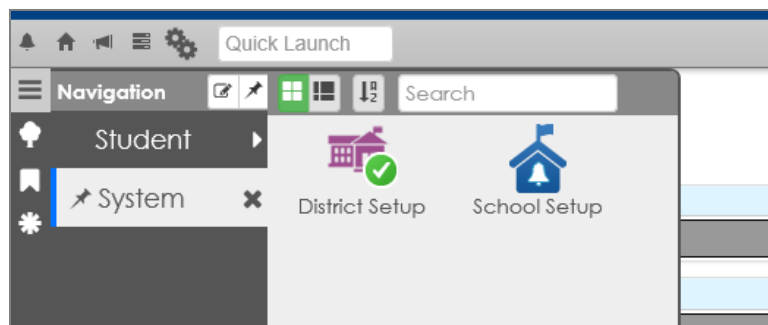 Quick Launch
Navigation
Search
Student
System
District Setup
School Setup